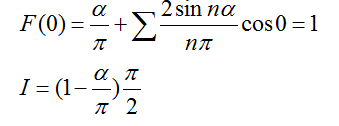 F(0) = α/π + ∑ 2 sin nα/nπ cos 0 = 1
I = (1 − α/π) π/2